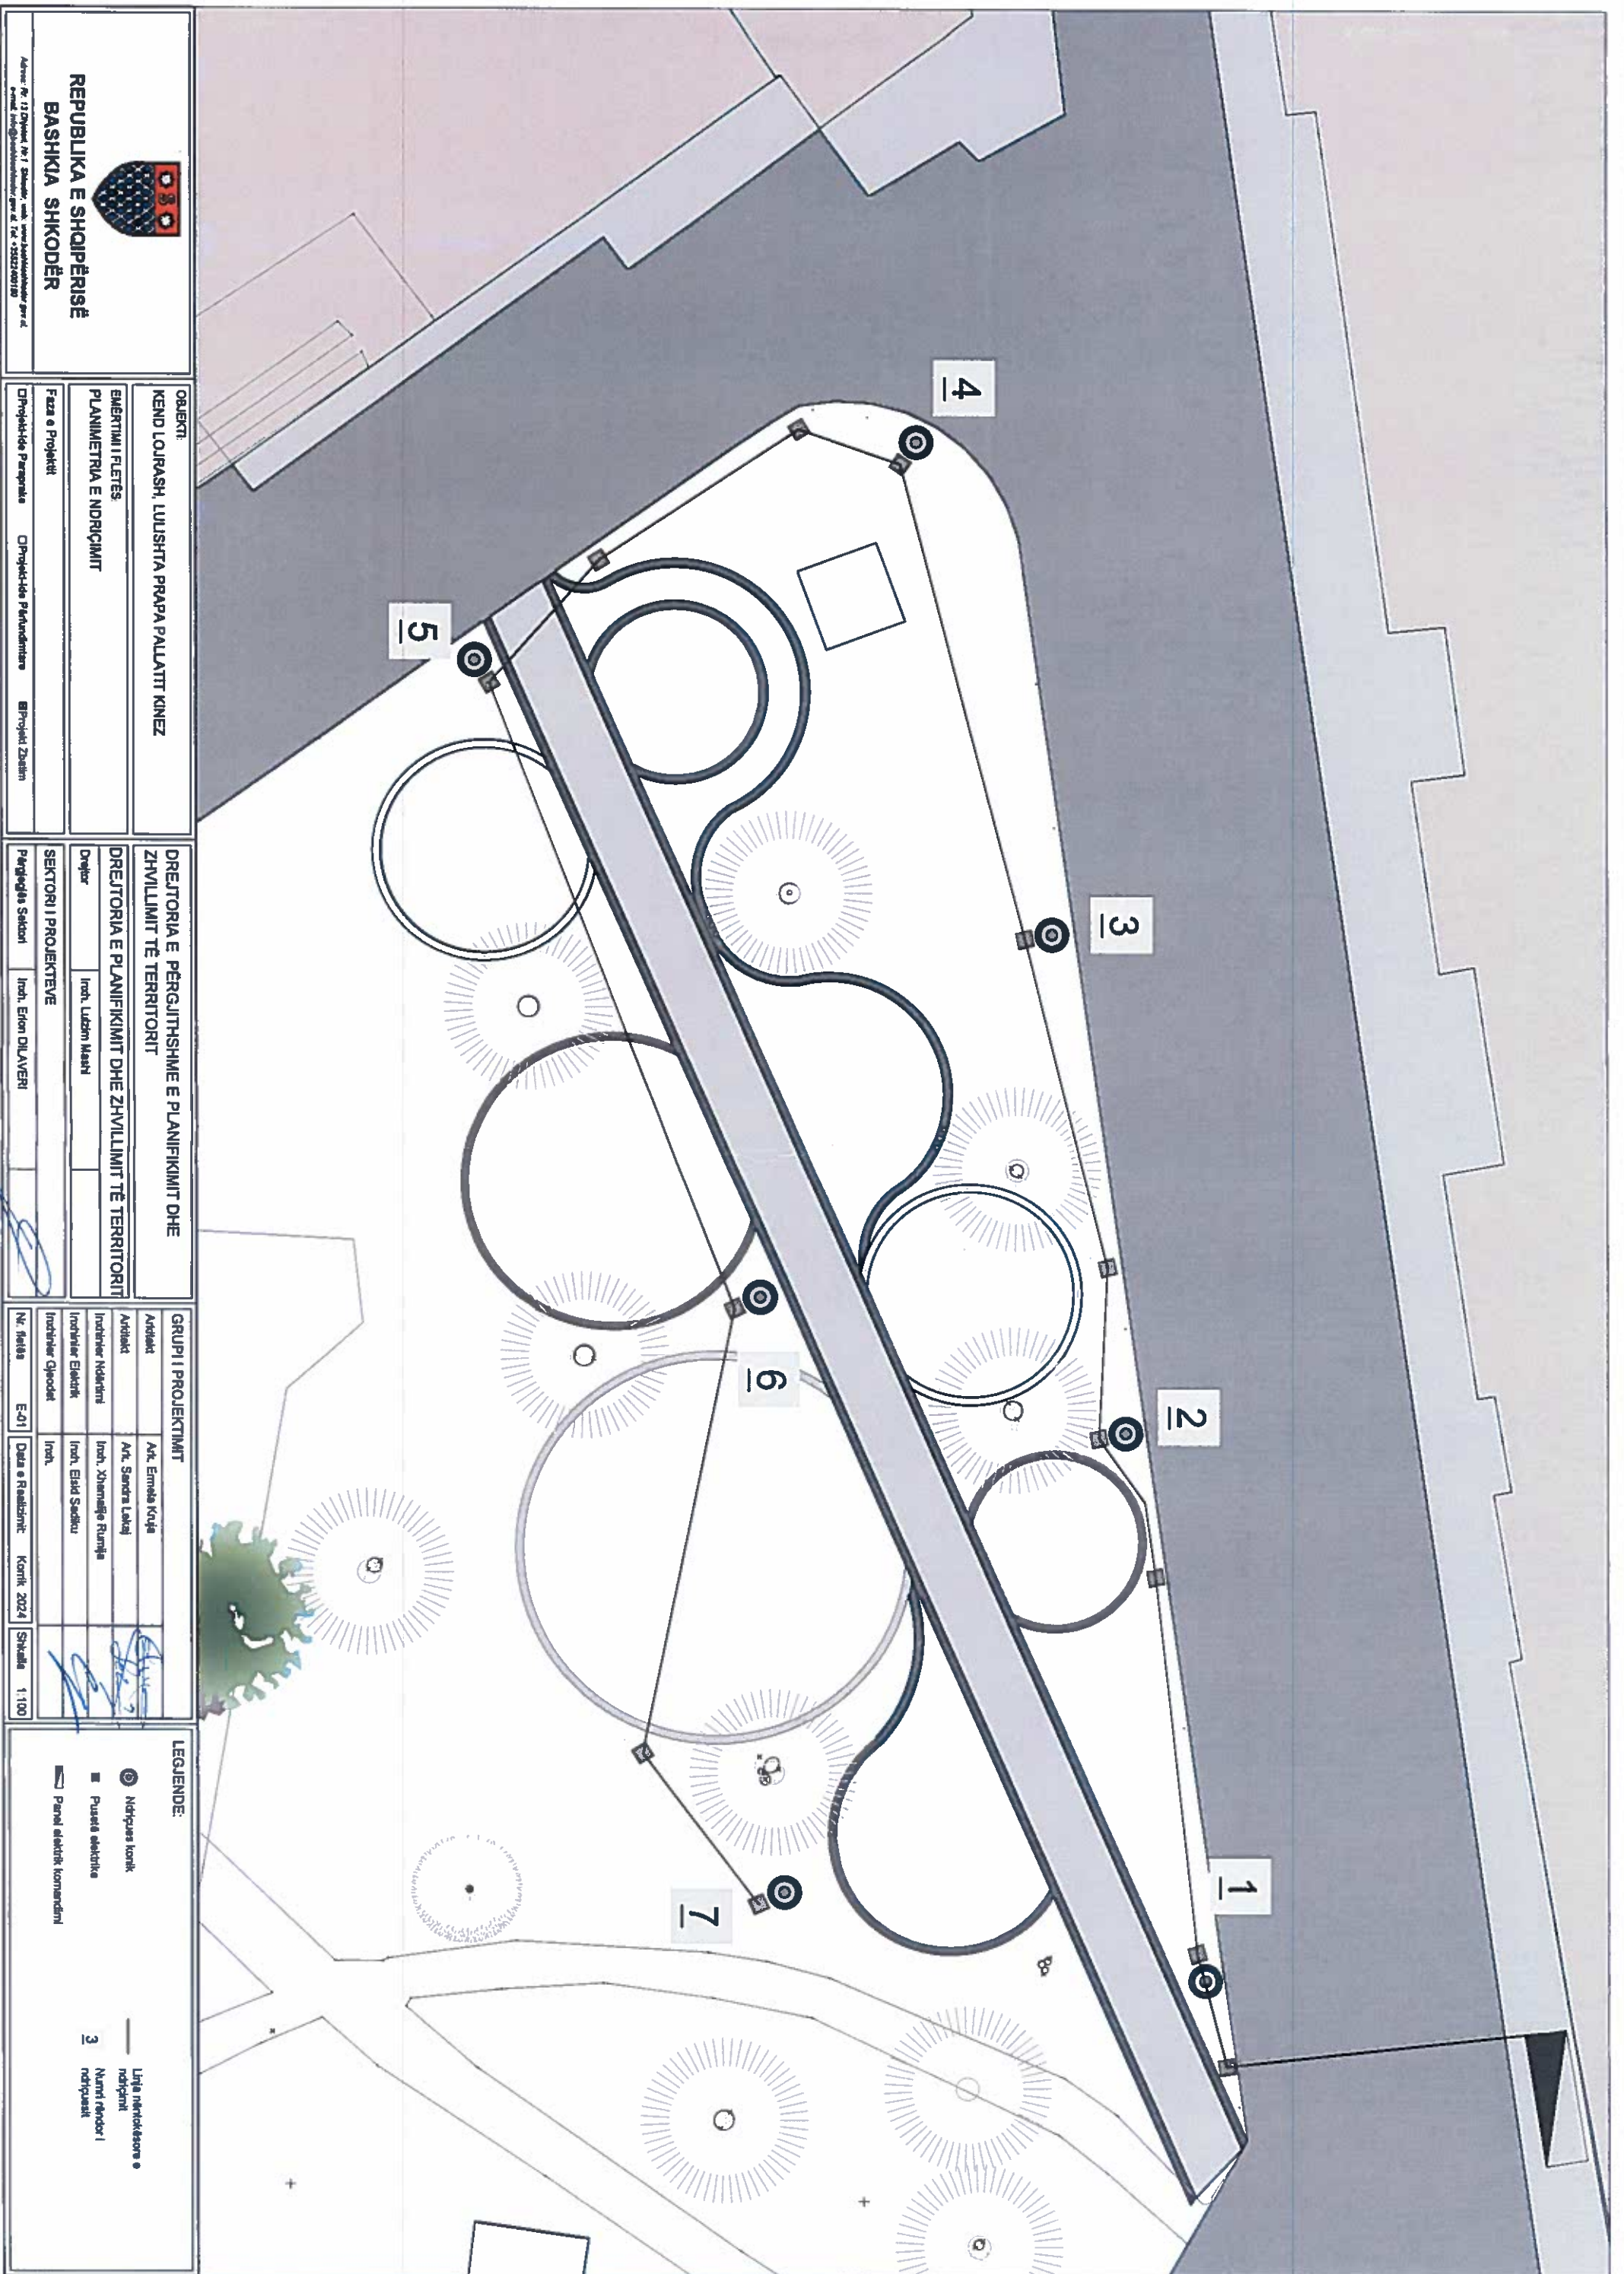 4
3
2
1
5
6
7
REPUBLIKA E SHQIPËRISË
BASHKIA SHKODËR
OBJEKTI:
KEND LOJRASH, LULISHTA PRAPA PALLATIT KINEZ
EMËRTIMI I FLETËS:
PLANIMETRIA E NDRIÇIMIT
Faza e Projektit
Projekt-Ide Paraprake Projekt-Ide Përfundimtare Projekt Zbatim
DREJTORIA E PËRGJITHSHME E PLANIFIKIMIT DHE
ZHVILLIMIT TË TERRITORIT
DREJTORIA E PLANIFIKIMIT DHE ZHVILLIMIT TË TERRITORIT
Drejtor Inxh. Lutzim Mashi
SEKTORI I PROJEKTEVE
Përgjegjës Sektori Inxh. Erion DILAVERI
GRUPI I PROJEKTIMIT
Arkitekt Ark. Ermela Kruja
Arkitekt Ark. Sandra Lekaj
Inxhinier Ndërtimi Inxh. Xhemalije Rumija
Inxhinier Elektrik Inxh. Elsid Sadiku
Inxhinier Gjeodet Inxh.
Nr. fletës E-01 Data e Realizimit: Korrik 2024 Shkalla 1:100
LEGJENDE:
Ndriçues konik
Pusetë elektrike
Panel elektrik komandimi
Linja nëntokësore e
ndriçimit
3 Numri rëndor i
ndriçuesit